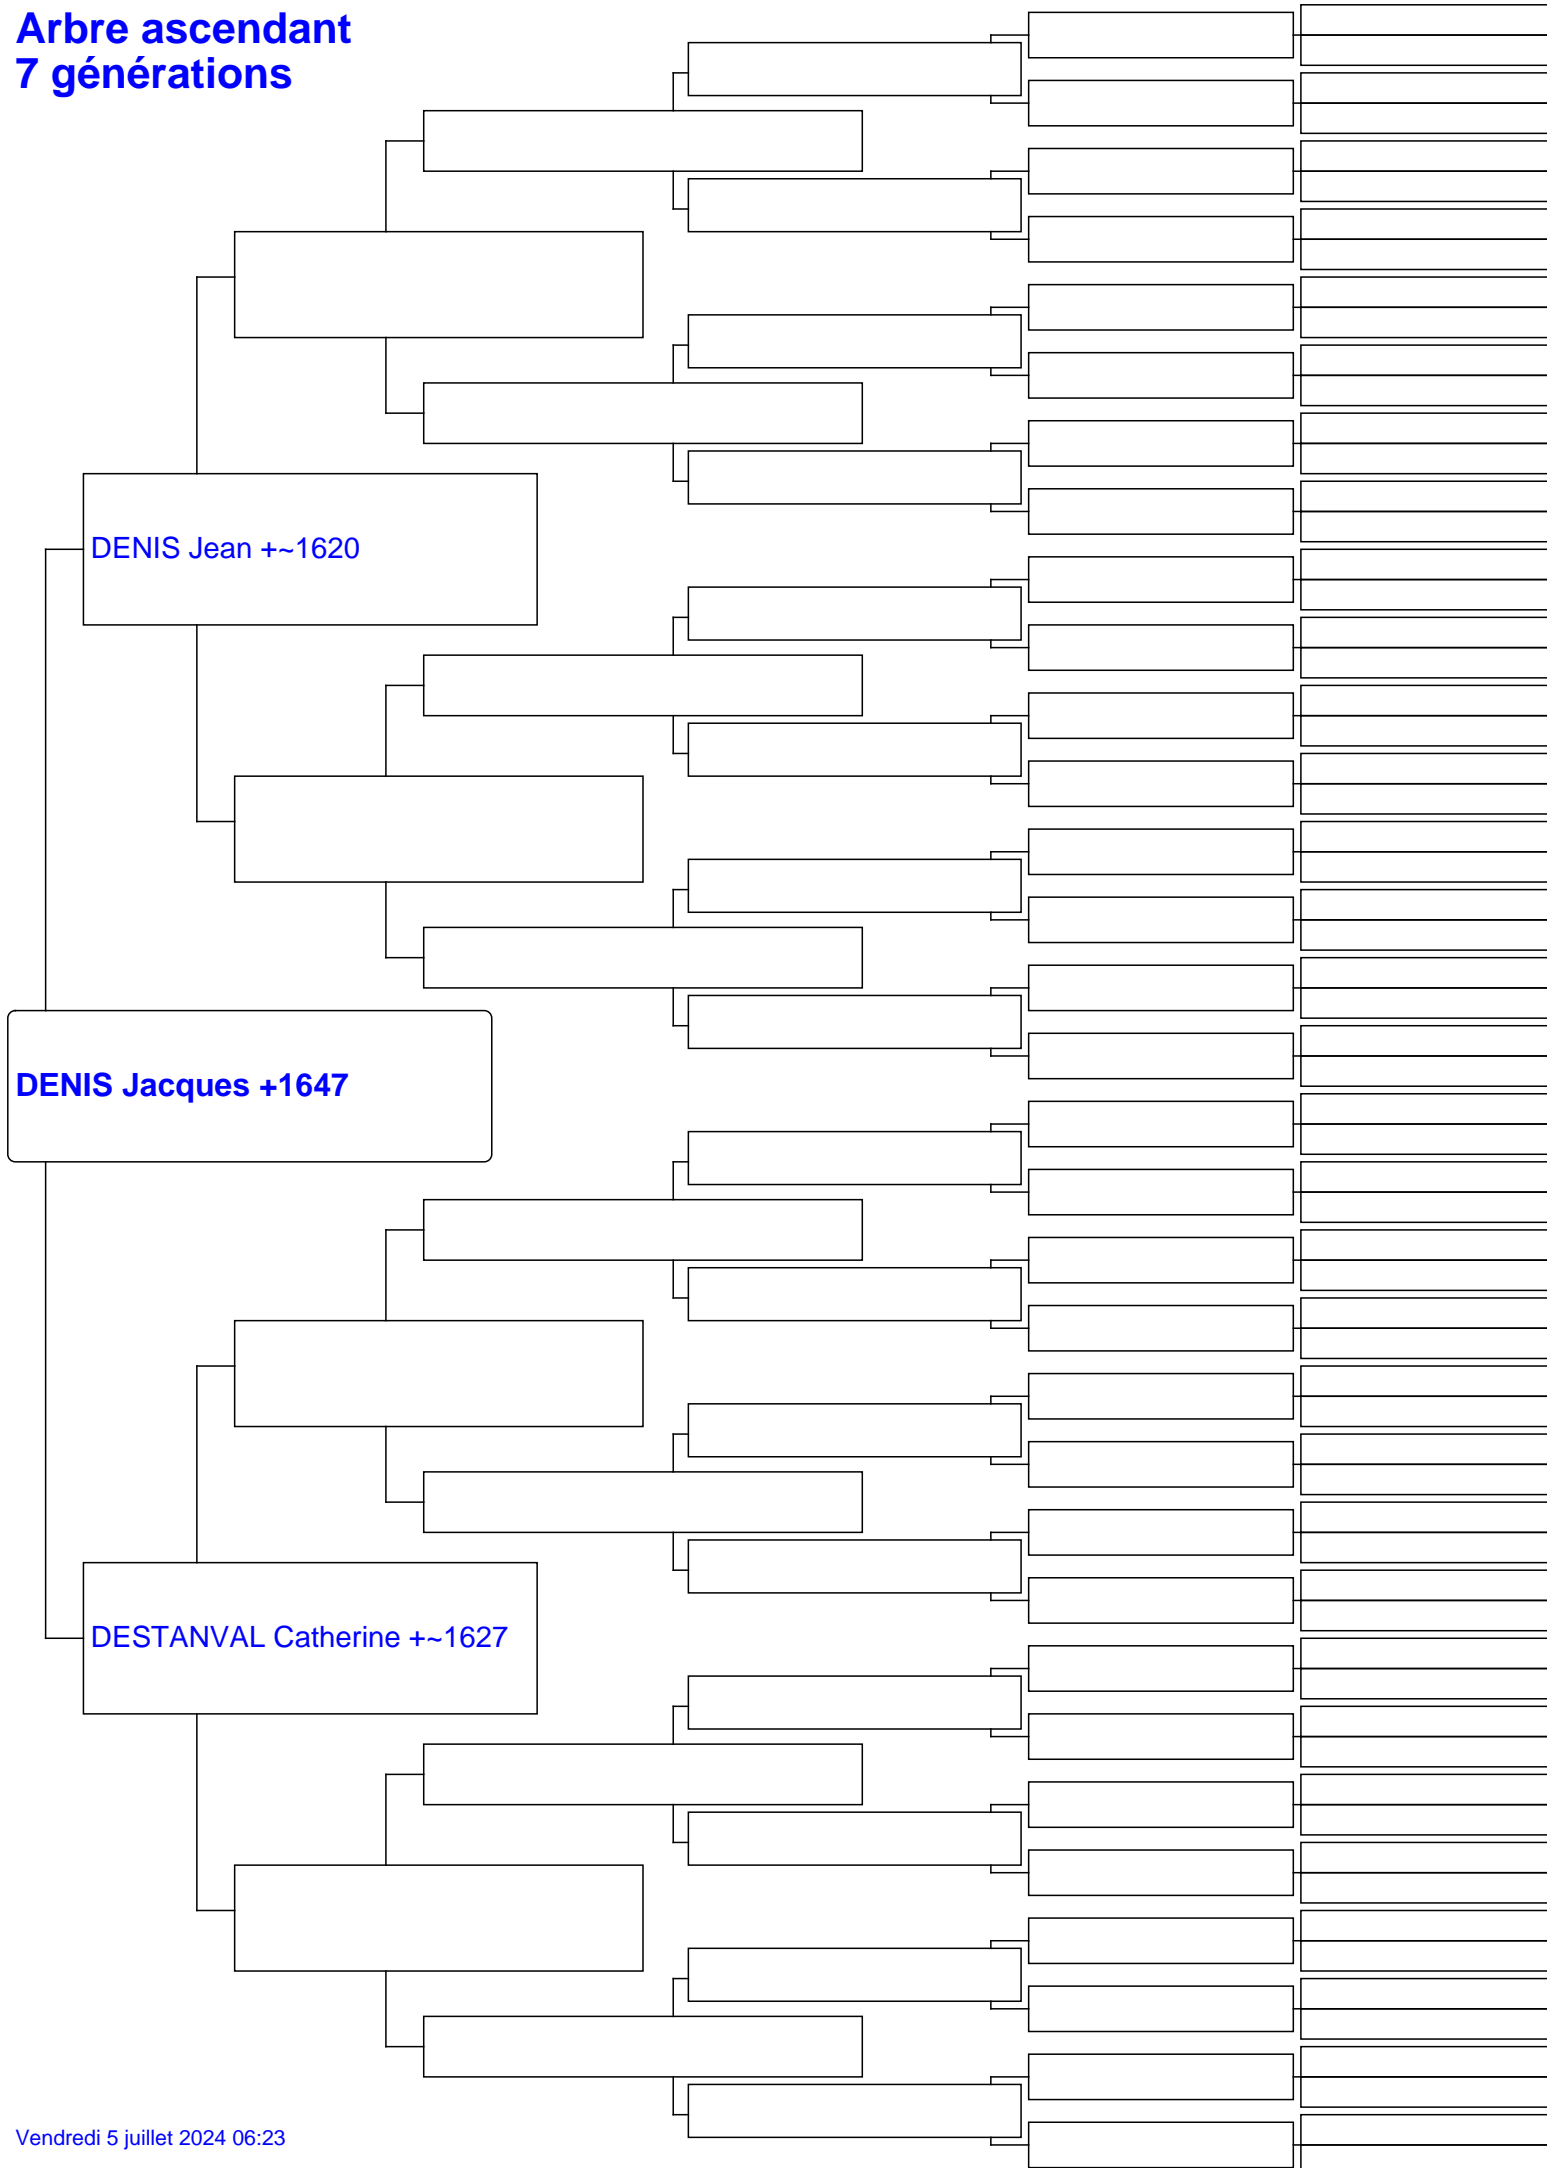 Arbre ascendant
7 générations
DENIS Jean +~1620
DENIS Jacques +1647
DESTANVAL Catherine +~1627
Vendredi 5 juillet 2024 06:23